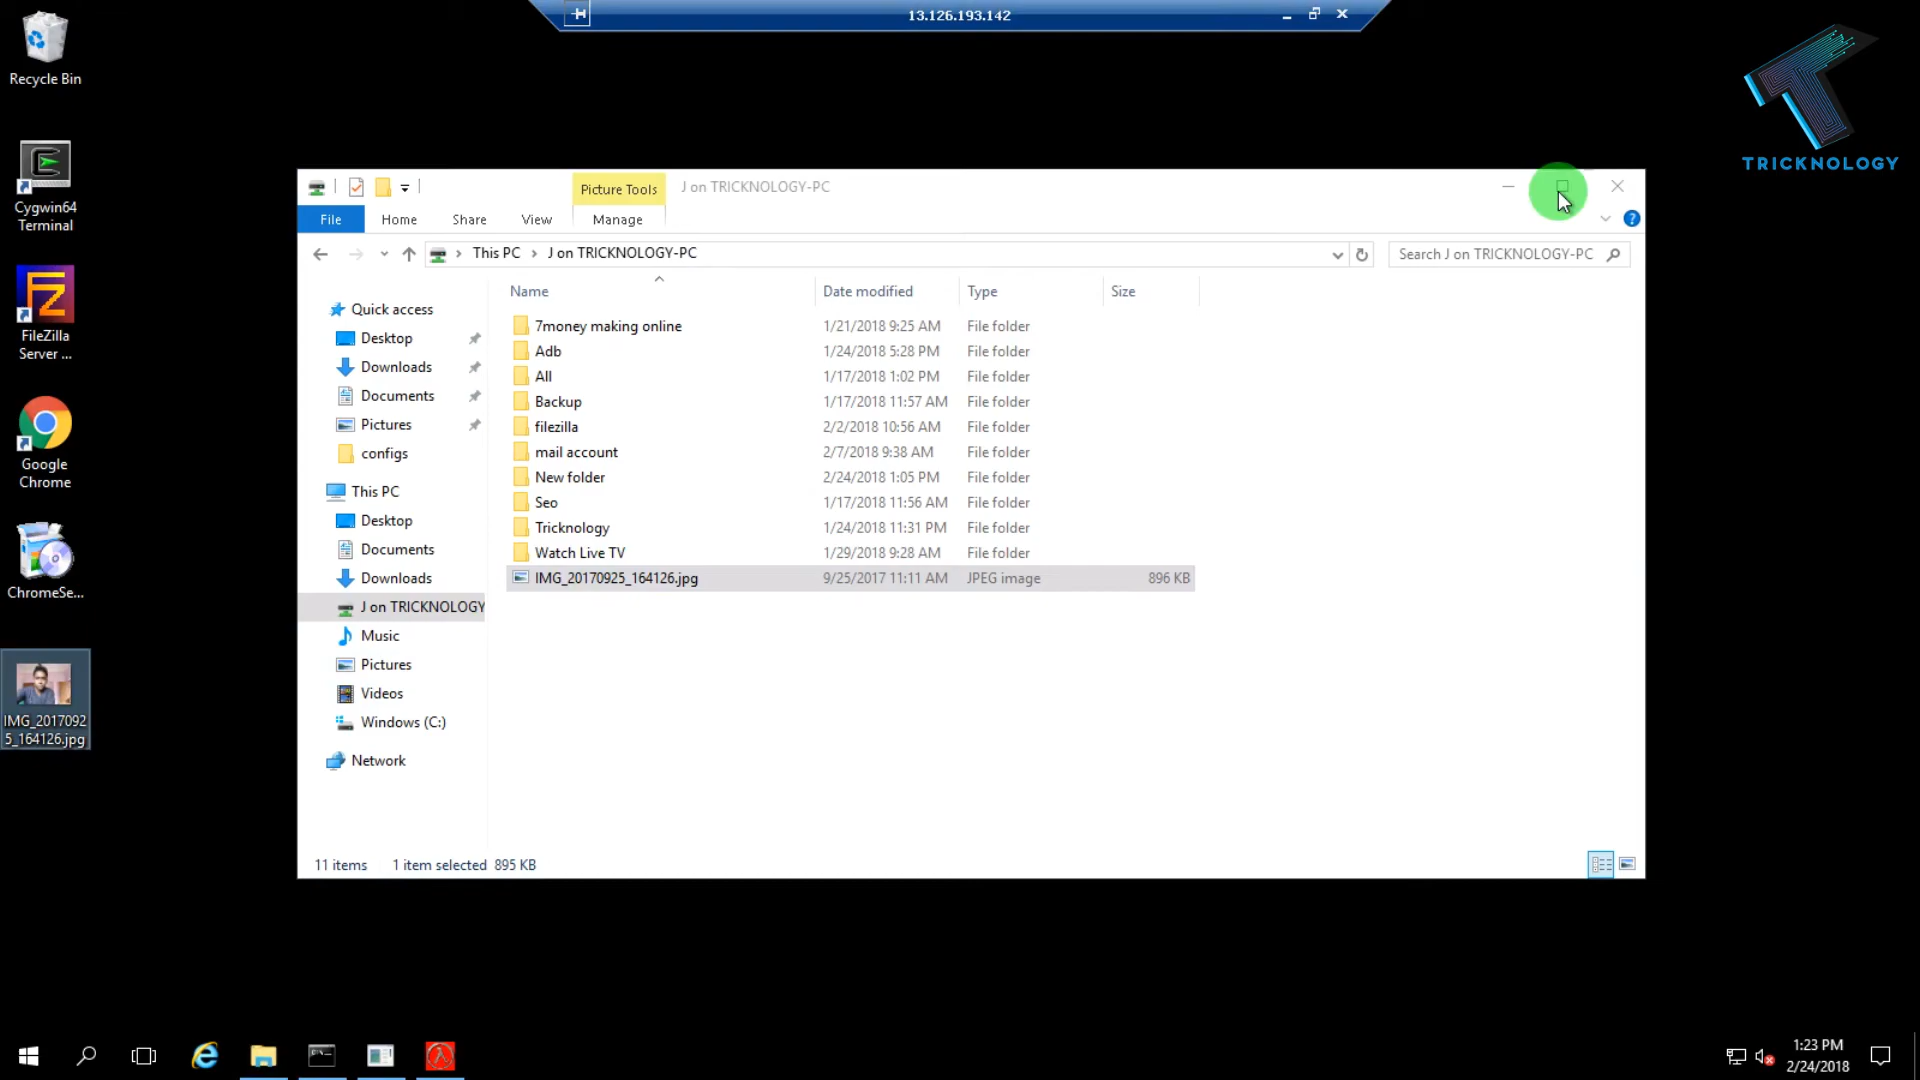 13.126.193.142
Recycle Bin
Cygwin64
Terminal
FileZilla
Server ...
Google
Chrome
ChromeSe...
IMG_2017092
5_164126.jpg
TRICKNOLOGY
Picture Tools
J on TRICKNOLOGY-PC
File
Home
Share
View
Manage
This PC
J on TRICKNOLOGY-PC
Search J on TRICKNOLOGY-PC
Quick access
Desktop
Downloads
Documents
Pictures
configs
This PC
Desktop
Documents
Downloads
J on TRICKNOLOGY
Music
Pictures
Videos
Windows (C:)
Network
Name Date modified Type Size
7money making online 1/21/2018 9:25 AM File folder
Adb 1/24/2018 5:28 PM File folder
All 1/17/2018 1:02 PM File folder
Backup 1/17/2018 11:57 AM File folder
filezilla 2/2/2018 10:56 AM File folder
mail account 2/7/2018 9:38 AM File folder
New folder 2/24/2018 1:05 PM File folder
Seo 1/17/2018 11:56 AM File folder
Tricknology 1/24/2018 11:31 PM File folder
Watch Live TV 1/29/2018 9:28 AM File folder
IMG_20170925_164126.jpg 9/25/2017 11:11 AM JPEG image 896 KB
11 items 1 item selected 895 KB
1:23 PM
2/24/2018